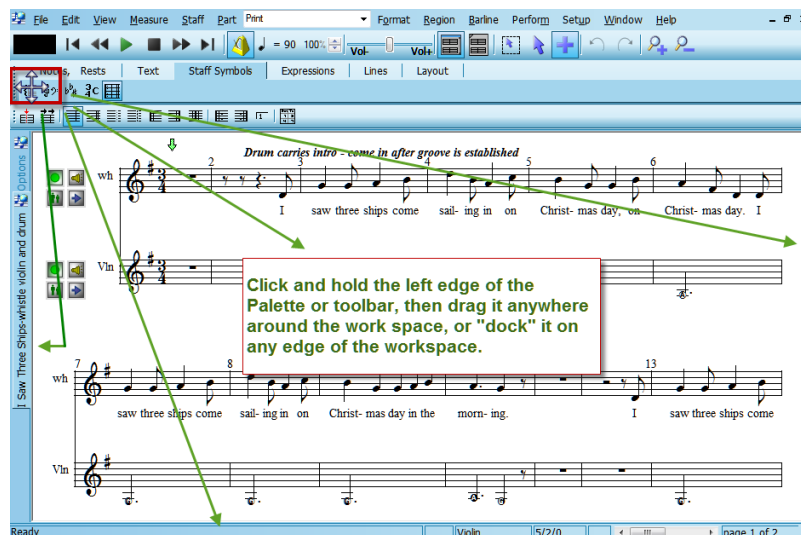 File Edit View Measure Staff Part Print Format Region Barline Perform Setup Window Help
= 90 100% Vol- Vol+
Notes, Rests Text Staff Symbols Expressions Lines Layout
Options
I Saw Three Ships-whistle violin and drum
Drum carries intro - come in after groove is established
2 3 4 5 6
wh
I saw three ships come sail- ing in on Christ- mas day, on Christ- mas day. I
Vln
Click and hold the left edge of the
Palette or toolbar, then drag it anywhere
around the work space, or "dock" it on
any edge of the workspace.
7 8 13
wh
saw three ships come sail- ing in on Christ- mas day in the morn- ing. I saw three ships come
Vln
Ready Violin 5/2/0 page 1 of 2